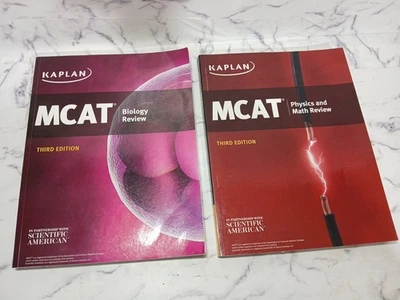 KAPLAN
MCAT®
Biology
Review
THIRD EDITION
IN PARTNERSHIP WITH
SCIENTIFIC
AMERICAN
KAPLAN
MCAT®
Physics and
Math Review
THIRD EDITION
IN PARTNERSHIP WITH
SCIENTIFIC
AMERICAN